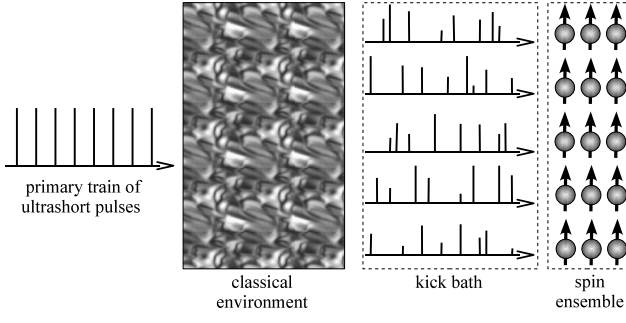 primary train of
ultrashort pulses
classical
environment
kick bath
spin
ensemble